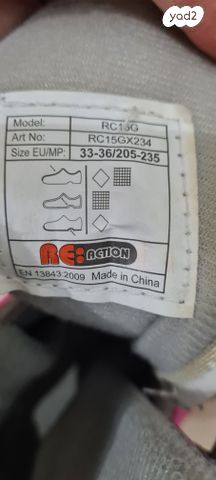 yad2
Model: RC15G
Art No: RC15GX234
Size EU/MP: 33-36/205-235
RE:ACTION
EN 13843:2009 Made in China